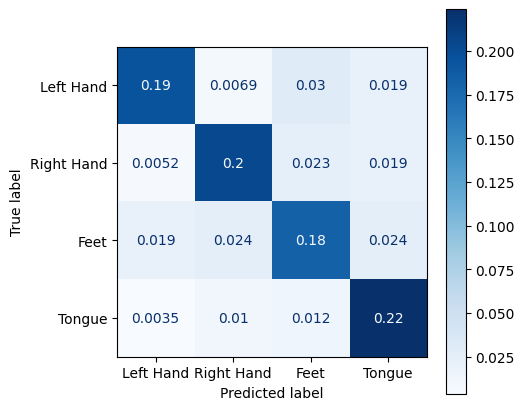 0.200
Left Hand 0.19 0.0069 0.03 0.019
0.175
0.150
Right Hand 0.0052 0.2 0.023 0.019
True label
0.125
0.100
Feet 0.019 0.024 0.18 0.024
0.075
Tongue 0.0035 0.01 0.012 0.22
0.050
0.025
Left Hand Right Hand Feet Tongue
Predicted label